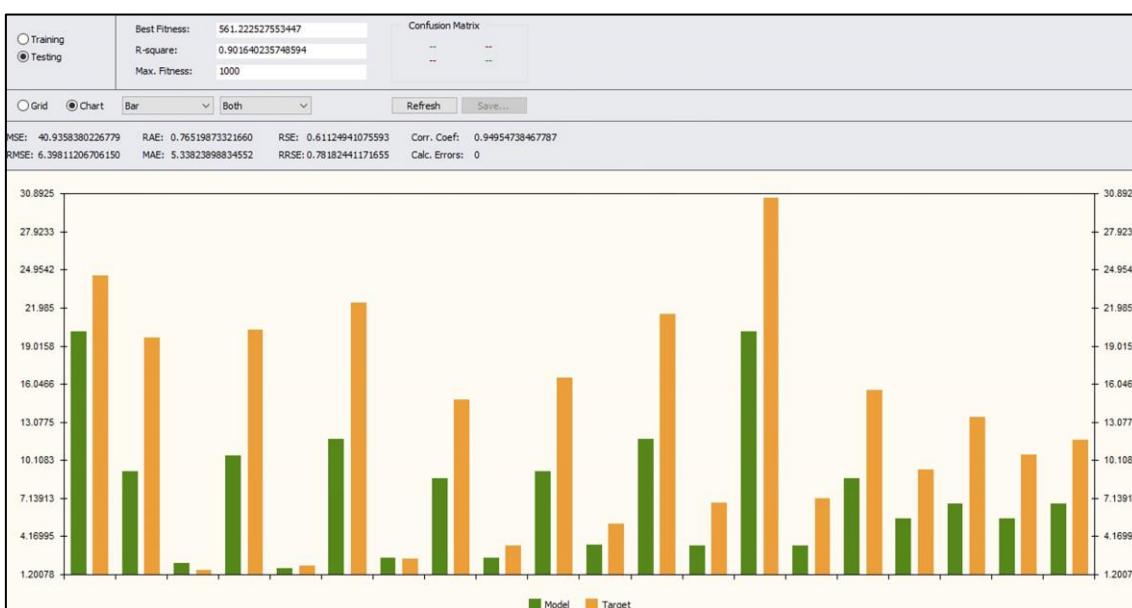 Training
Testing
Best Fitness: 561.222527553447
R-square: 0.901640235748594
Max. Fitness: 1000
Confusion Matrix
-- --
-- --
Grid Chart Bar Both Refresh Save...
MSE: 40.9358380226779 RAE: 0.76519873321660 RSE: 0.61124941075593 Corr. Coef: 0.94954738467787
RMSE: 6.39811206706150 MAE: 5.33823898834552 RRSE: 0.78182441171655 Calc. Errors: 0
30.8925 30.892
27.9233 27.923
24.9542 24.954
21.985 21.985
19.0158 19.015
16.0466 16.046
13.0775 13.077
10.1083 10.108
7.13913 7.1391
4.16995 4.1699
1.20078 1.2007
Model Target